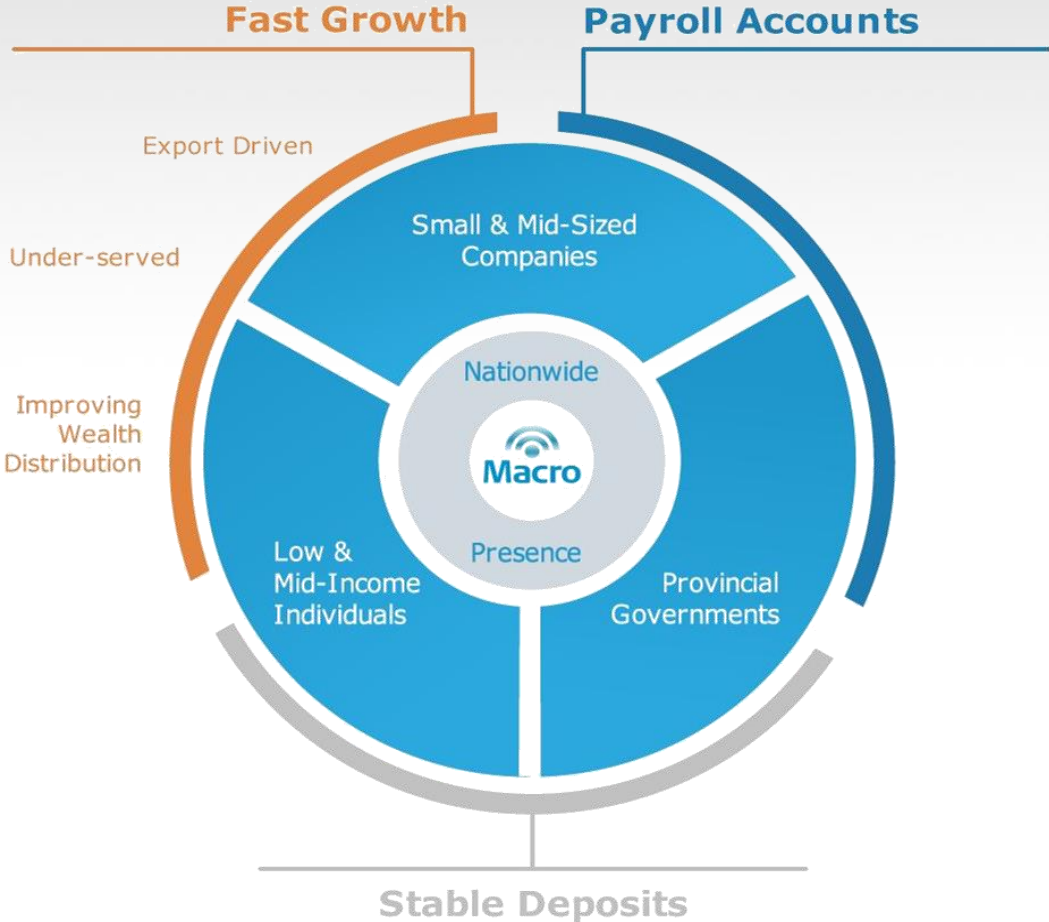 Fast Growth
Payroll Accounts
Export Driven
Under-served
Improving
Wealth
Distribution
Small & Mid-Sized
Companies
Nationwide
Macro
Presence
Low &
Mid-Income
Individuals
Provincial
Governments
Stable Deposits